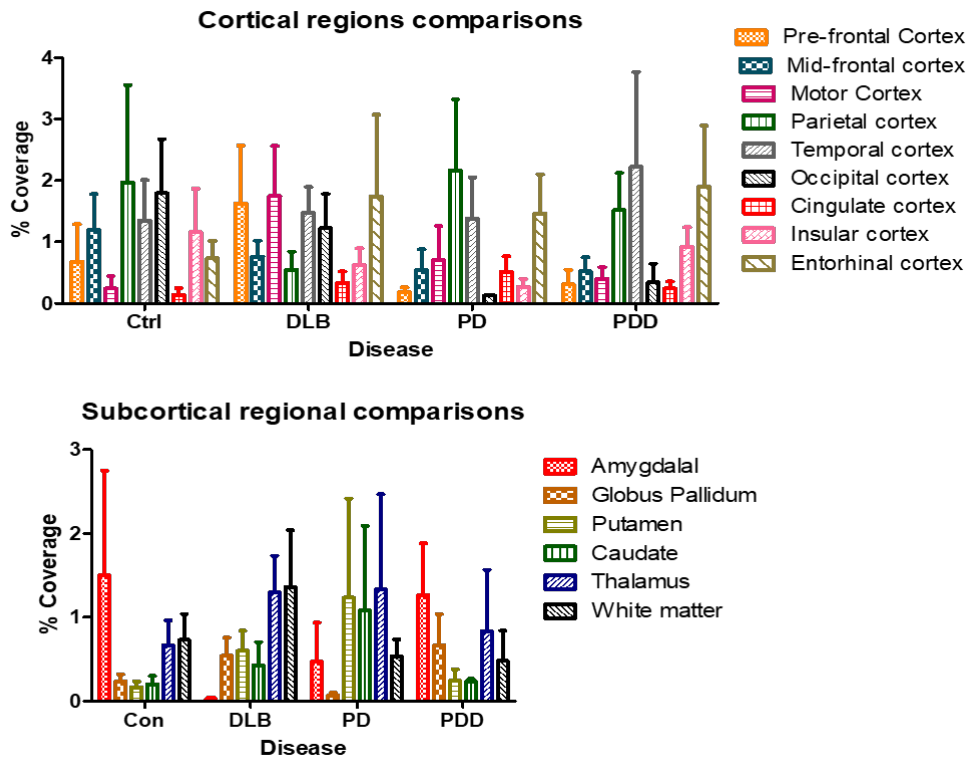 Cortical regions comparisons
% Coverage
5
4
3
2
1
0
Ctrl
DLB
PD
PDD
Disease
Pre-frontal Cortex
Mid-frontal cortex
Motor Cortex
Parietal cortex
Temporal cortex
Occipital cortex
Cingulate cortex
Insular cortex
Entorhinal cortex
Subcortical regional comparisons
% Coverage
3
2
1
0
Con
DLB
PD
PDD
Disease
Amygdalal
Globus Pallidum
Putamen
Caudate
Thalamus
White matter